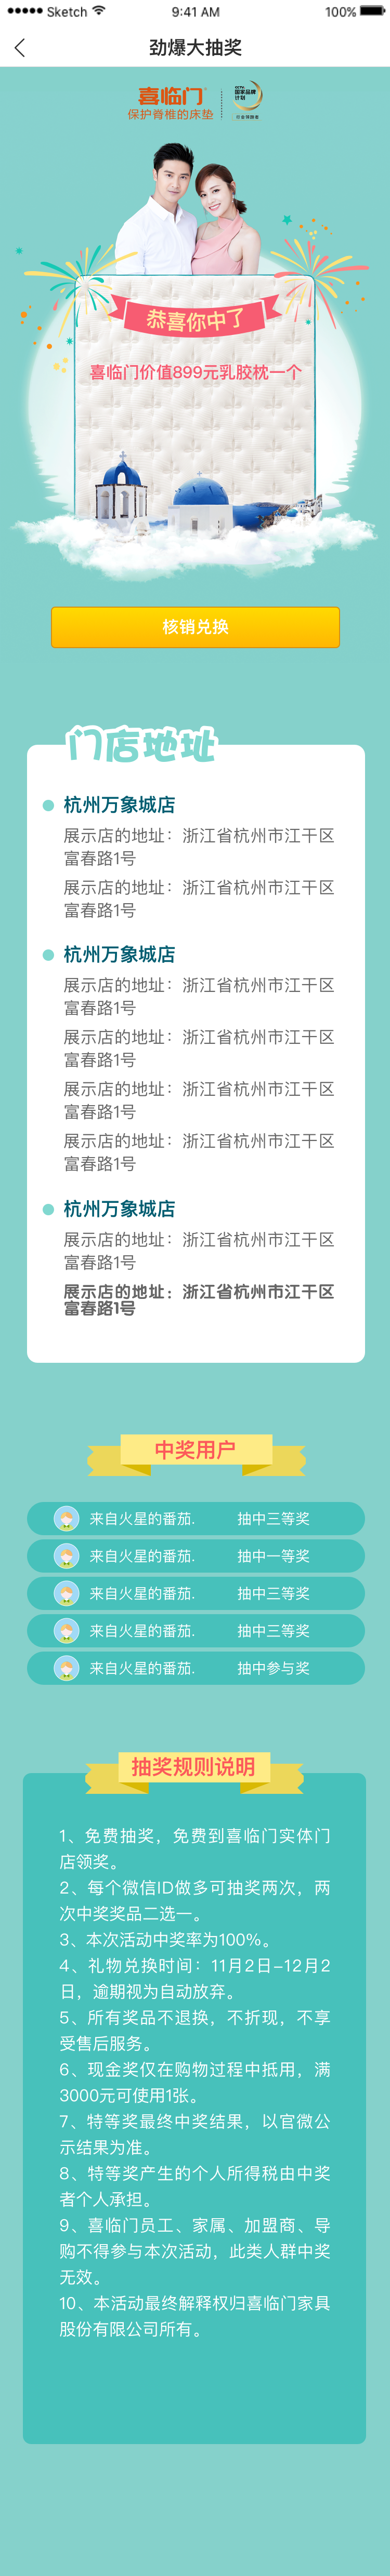 Sketch
9:41 AM
100%
劲爆大抽奖
喜临门
保护脊椎的床垫
CCTV
国家品牌
计划
行业领跑者
恭喜你中了
喜临门价值899元乳胶枕一个
核销兑换
门店地址
杭州万象城店
展示店的地址：浙江省杭州市江干区
富春路1号
展示店的地址：浙江省杭州市江干区
富春路1号
杭州万象城店
展示店的地址：浙江省杭州市江干区
富春路1号
展示店的地址：浙江省杭州市江干区
富春路1号
展示店的地址：浙江省杭州市江干区
富春路1号
展示店的地址：浙江省杭州市江干区
富春路1号
杭州万象城店
展示店的地址：浙江省杭州市江干区
富春路1号
展示店的地址：浙江省杭州市江干区
富春路1号
中奖用户
来自火星的番茄. 抽中三等奖
来自火星的番茄. 抽中一等奖
来自火星的番茄. 抽中三等奖
来自火星的番茄. 抽中三等奖
来自火星的番茄. 抽中参与奖
抽奖规则说明
1、免费抽奖，免费到喜临门实体门
店领奖。
2、每个微信ID做多可抽奖两次，两
次中奖奖品二选一。
3、本次活动中奖率为100%。
4、礼物兑换时间：11月2日-12月2
日，逾期视为自动放弃。
5、所有奖品不退换，不折现，不享
受售后服务。
6、现金奖仅在购物过程中抵用，满
3000元可使用1张。
7、特等奖最终中奖结果，以官微公
示结果为准。
8、特等奖产生的个人所得税由中奖
者个人承担。
9、喜临门员工、家属、加盟商、导
购不得参与本次活动，此类人群中奖
无效。
10、本活动最终解释权归喜临门家具
股份有限公司所有。